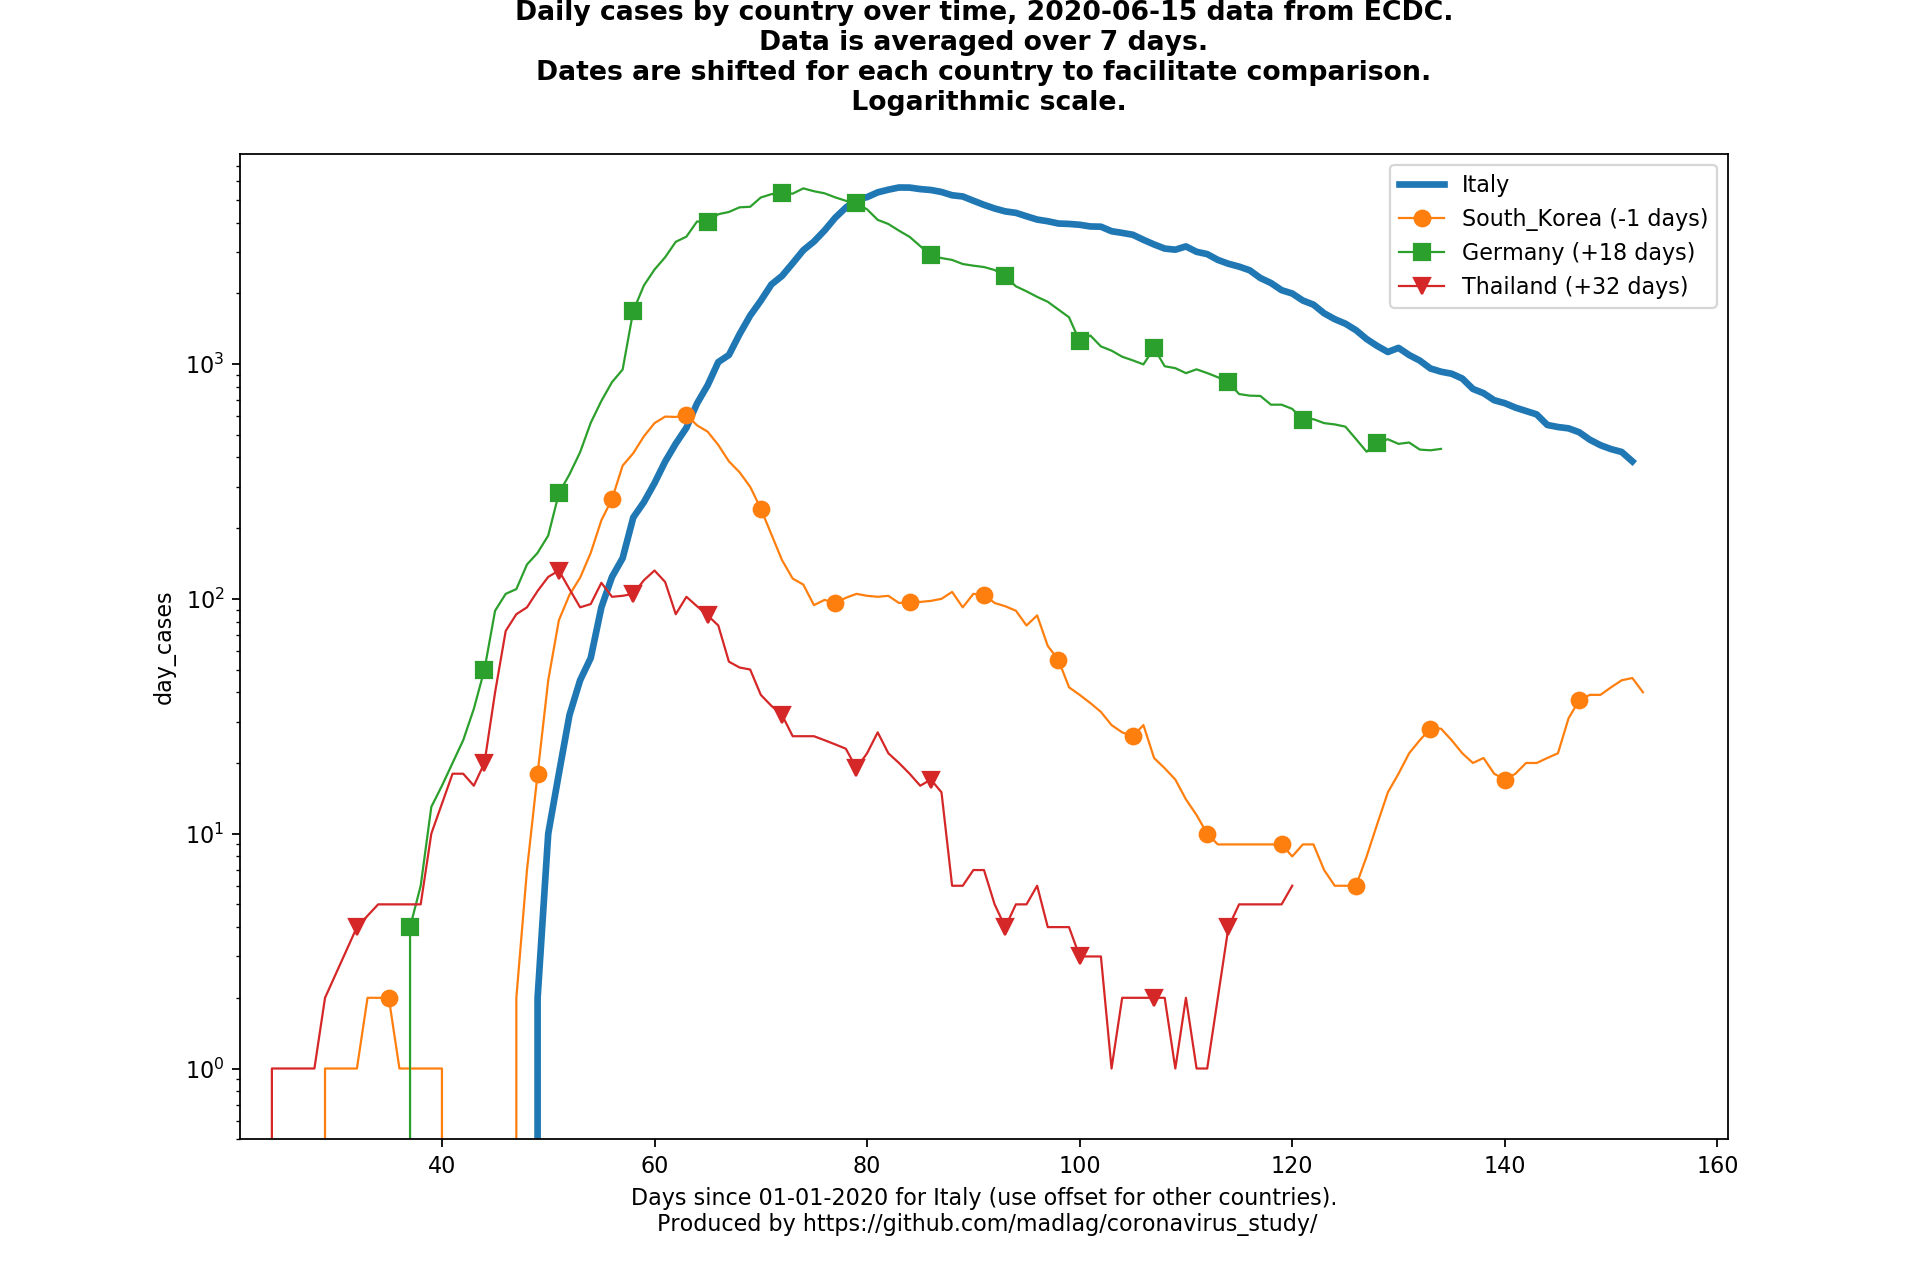 Daily cases by country over time, 2020-06-15 data from ECDC.
Data is averaged over 7 days.
Dates are shifted for each country to facilitate comparison.
Logarithmic scale.
Italy
South_Korea (-1 days)
Germany (+18 days)
Thailand (+32 days)
day_cases
10³
10²
10¹
10⁰
40 60 80 100 120 140 160
Days since 01-01-2020 for Italy (use offset for other countries).
Produced by https://github.com/madlag/coronavirus_study/